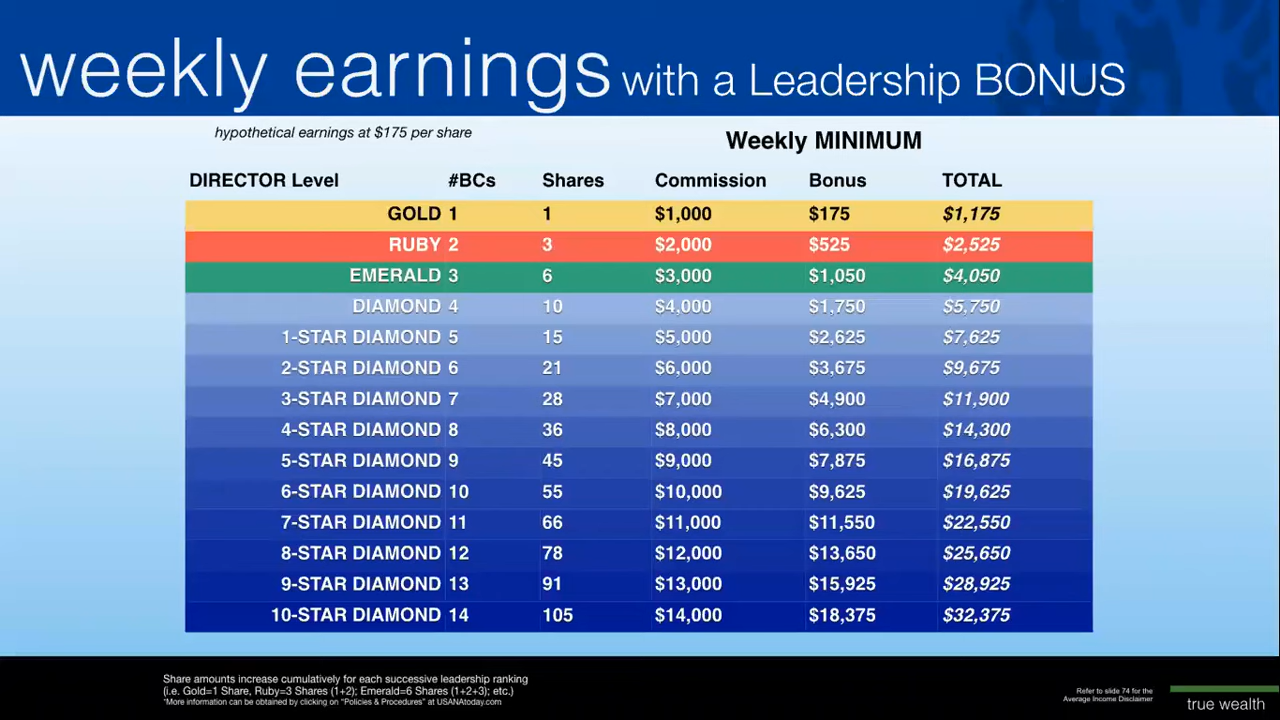 weekly earnings with a Leadership BONUS
hypothetical earnings at $175 per share
Weekly MINIMUM
DIRECTOR Level #BCs Shares Commission Bonus TOTAL
GOLD 1 1 $1,000 $175 $1,175
RUBY 2 3 $2,000 $525 $2,525
EMERALD 3 6 $3,000 $1,050 $4,050
DIAMOND 4 10 $4,000 $1,750 $5,750
1-STAR DIAMOND 5 15 $5,000 $2,625 $7,625
2-STAR DIAMOND 6 21 $6,000 $3,675 $9,675
3-STAR DIAMOND 7 28 $7,000 $4,900 $11,900
4-STAR DIAMOND 8 36 $8,000 $6,300 $14,300
5-STAR DIAMOND 9 45 $9,000 $7,875 $16,875
6-STAR DIAMOND 10 55 $10,000 $9,625 $19,625
7-STAR DIAMOND 11 66 $11,000 $11,550 $22,550
8-STAR DIAMOND 12 78 $12,000 $13,650 $25,650
9-STAR DIAMOND 13 91 $13,000 $15,925 $28,925
10-STAR DIAMOND 14 105 $14,000 $18,375 $32,375
Share amounts increase cumulatively for each successive leadership ranking
(i.e. Gold=1 Share, Ruby=3 Shares (1+2); Emerald=6 Shares (1+2+3); etc.)
*More information can be obtained by clicking on "Policies & Procedures" at USANAtoday.com
Refer to slide 74 for the
Average Income Disclaimer
true wealth